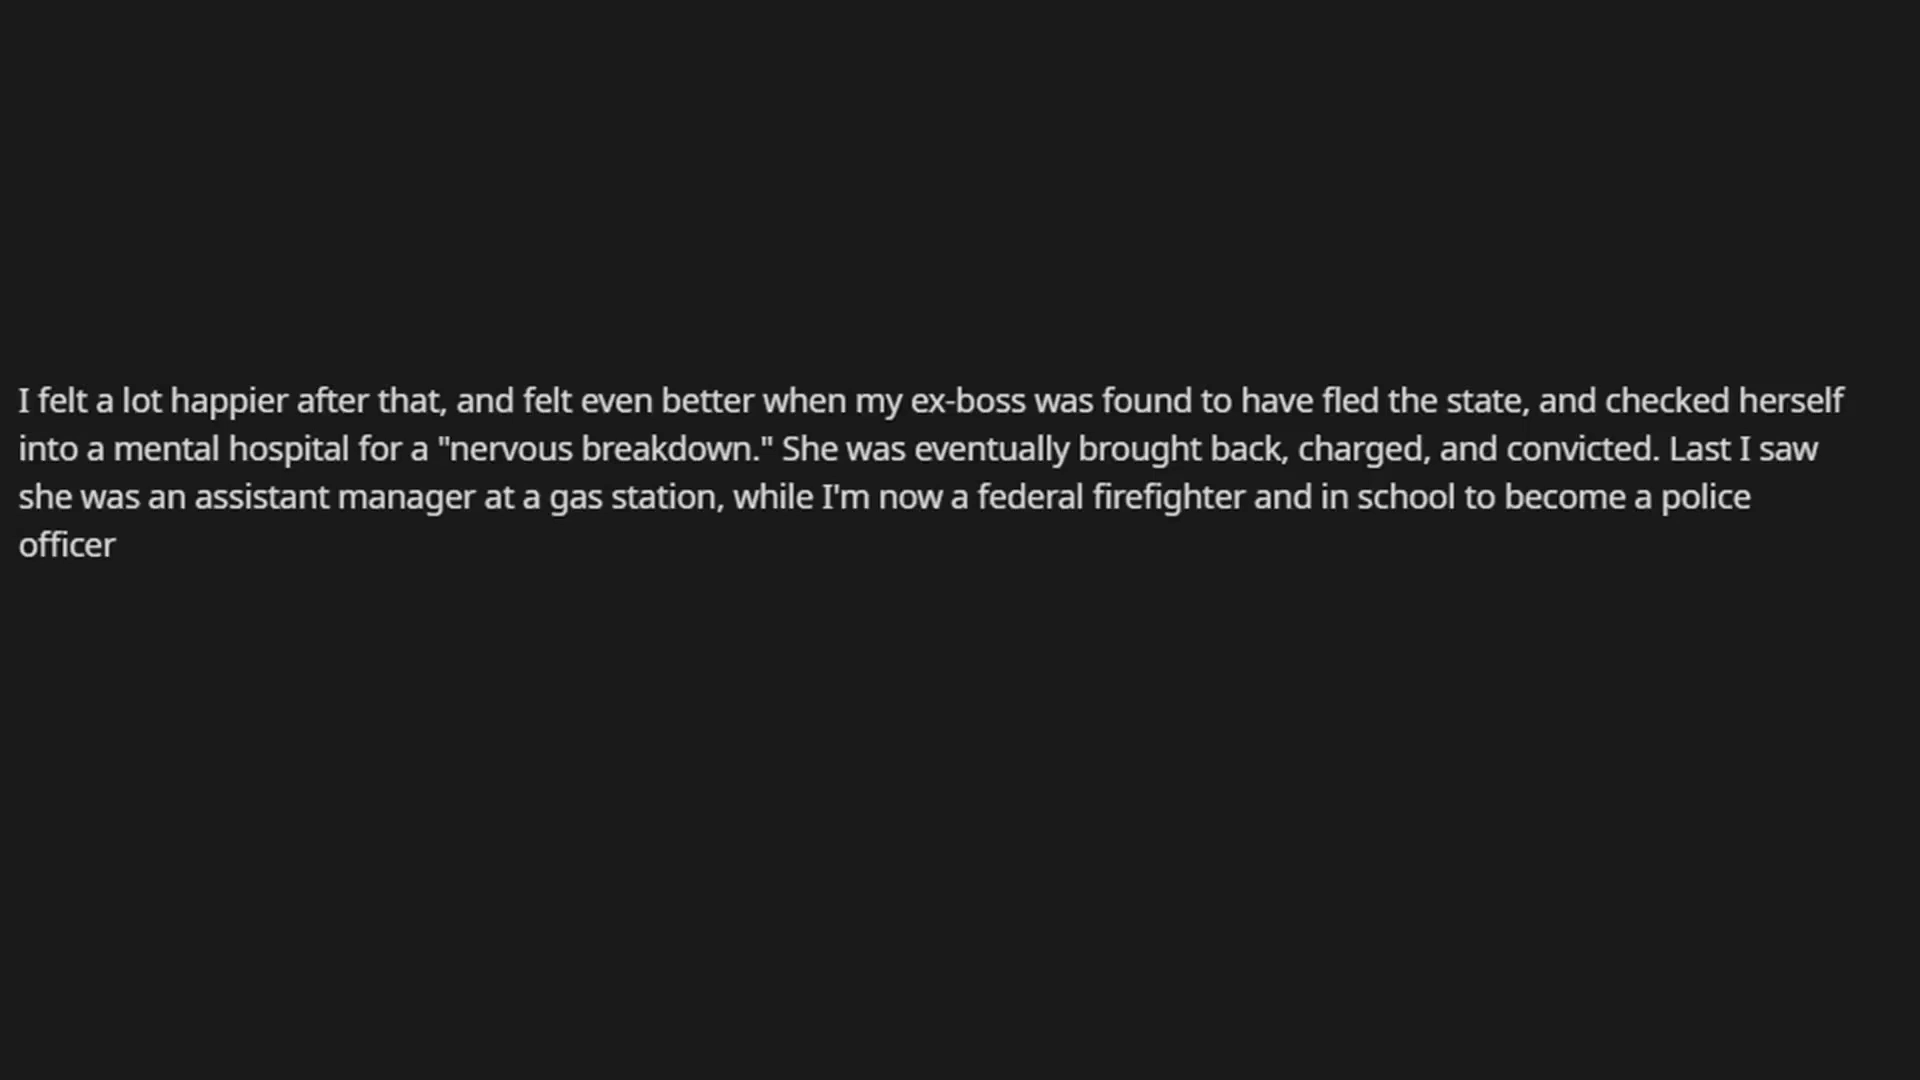 I felt a lot happier after that, and felt even better when my ex-boss was found to have fled the state, and checked herself
into a mental hospital for a "nervous breakdown." She was eventually brought back, charged, and convicted. Last I saw
she was an assistant manager at a gas station, while I'm now a federal firefighter and in school to become a police
officer